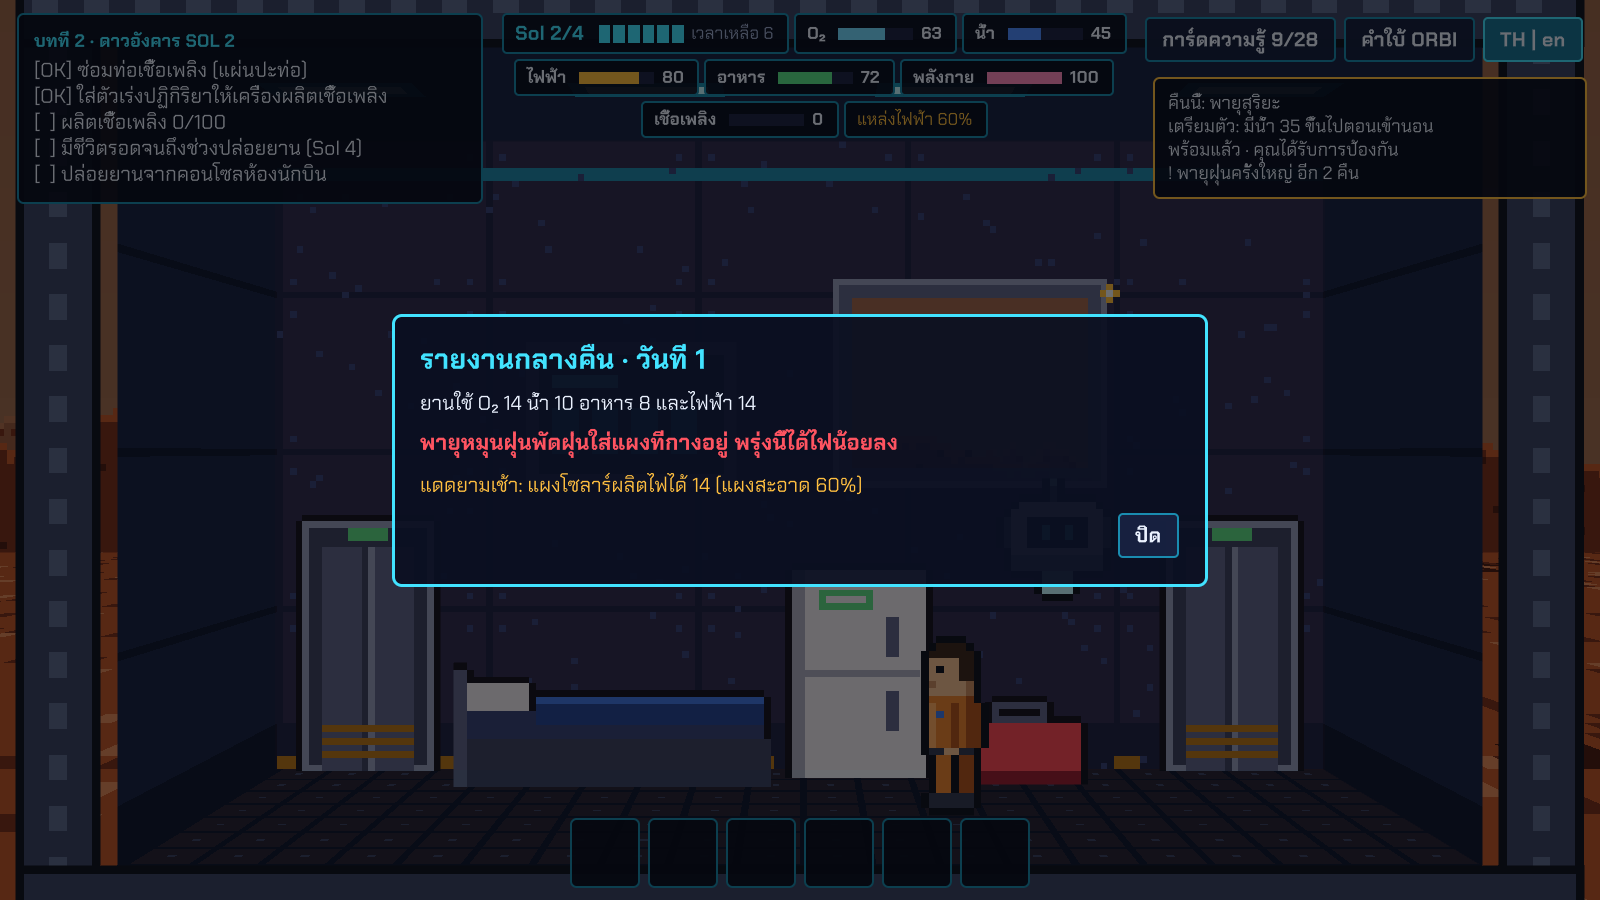 บทที่ 2 · ดาวอังคาร SOL 2
[OK] ซ่อมท่อเชื้อเพลิง (แผ่นปะท่อ)
[OK] ใส่ตัวเร่งปฏิกิริยาให้เครื่องผลิตเชื้อเพลิง
[ ] ผลิตเชื้อเพลิง 0/100
[ ] มีชีวิตรอดจนถึงช่วงปล่อยยาน (Sol 4)
[ ] ปล่อยยานจากคอนโซลห้องนักบิน
Sol 2/4 เวลาเหลือ 6
O₂ 63
น้ำ 45
ไฟฟ้า 80
อาหาร 72
พลังกาย 100
เชื้อเพลิง 0
แหล่งไฟฟ้า 60%
การ์ดความรู้ 9/28
คำใบ้ ORBI
TH | en
คืนนี้: พายุสุริยะ
เตรียมตัว: มีน้ำ 35 ขึ้นไปตอนเข้านอน
พร้อมแล้ว · คุณได้รับการป้องกัน
! พายุฝุ่นครั้งใหญ่ อีก 2 คืน
รายงานกลางคืน · วันที่ 1
ยานใช้ O₂ 14 น้ำ 10 อาหาร 8 และไฟฟ้า 14
พายุหมุนฝุ่นพัดฝุ่นใส่แผงที่กางอยู่ พรุ่งนี้ได้ไฟน้อยลง
แดดยามเช้า: แผงโซลาร์ผลิตไฟได้ 14 (แผงสะอาด 60%)
ปิด